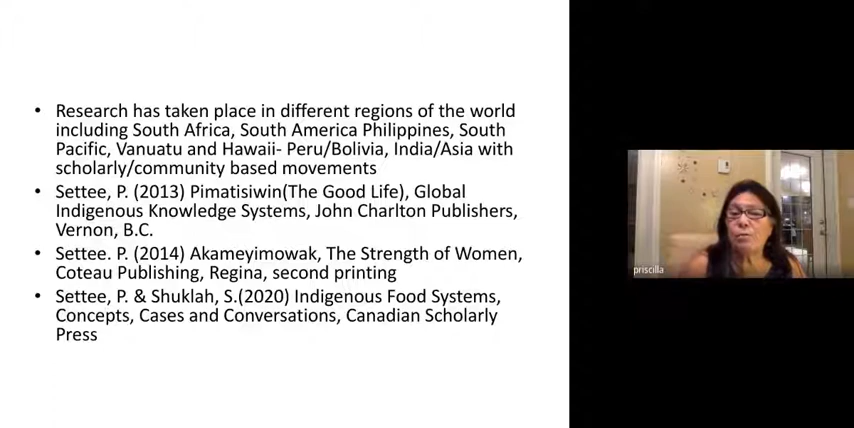 • Research has taken place in different regions of the world
including South Africa, South America Philippines, South
Pacific, Vanuatu and Hawaii- Peru/Bolivia, India/Asia with
scholarly/community based movements
• Settee, P. (2013) Pimatisiwin(The Good Life), Global
Indigenous Knowledge Systems, John Charlton Publishers,
Vernon, B.C.
• Settee. P. (2014) Akameyimowak, The Strength of Women,
Coteau Publishing, Regina, second printing
• Settee, P. & Shuklah, S.(2020) Indigenous Food Systems,
Concepts, Cases and Conversations, Canadian Scholarly
Press
priscilla